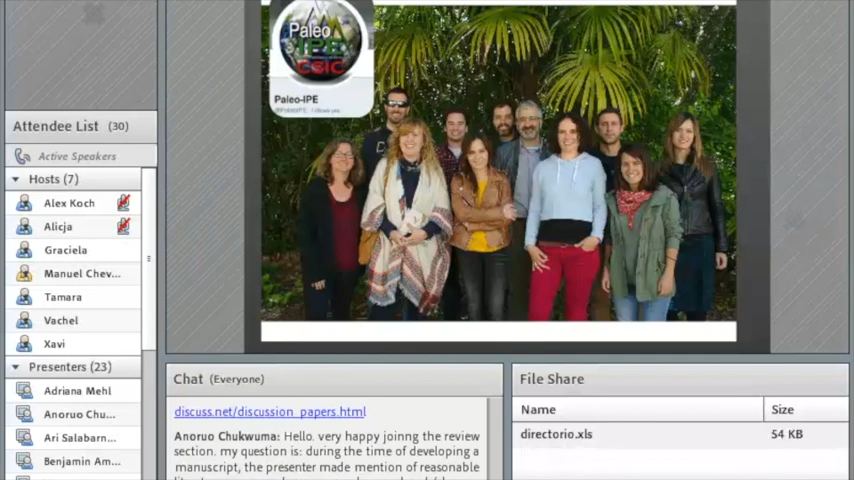 Paleo
IPE
CSIC
Paleo-IPE
Attendee List (30)
Active Speakers
Hosts (7)
Alex Koch
Alicja
Graciela
Manuel Chev...
Tamara
Vachel
Xavi
Presenters (23)
Adriana Mehl
Anoruo Chu...
Ari Salabarn...
Benjamin Am...
Chat (Everyone)
discuss.net/discussion_papers.html
Anoruo Chukwuma: Hello. very happy joinng the review
section. my question is: during the time of developing a
manuscript, the presenter made mention of reasonable
File Share
Name Size
directorio.xls 54 KB